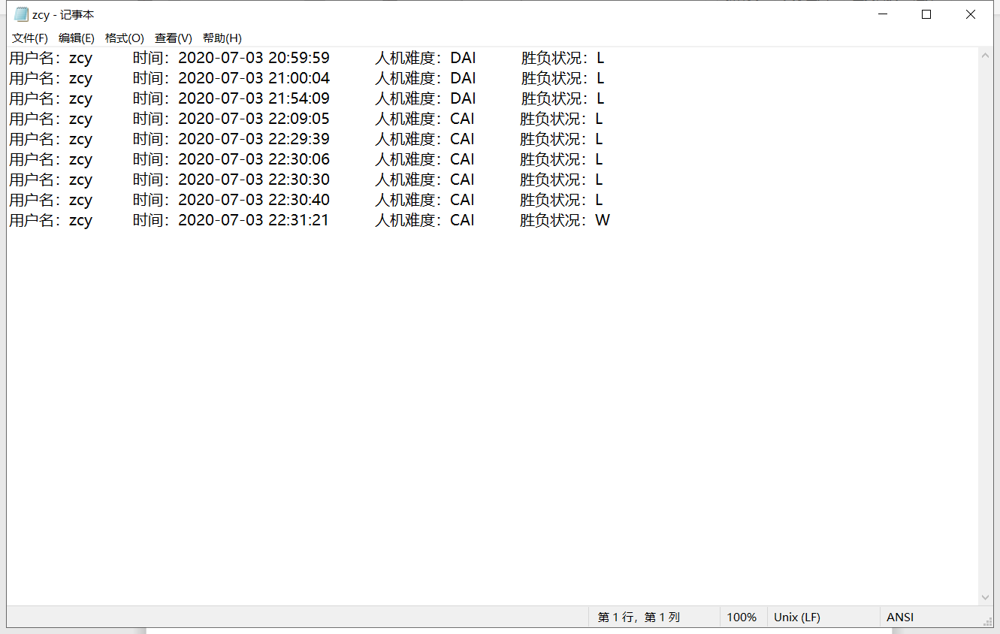 zcy - 记事本
文件(F) 编辑(E) 格式(O) 查看(V) 帮助(H)
用户名：zcy 时间：2020-07-03 20:59:59 人机难度：DAI 胜负状况：L
用户名：zcy 时间：2020-07-03 21:00:04 人机难度：DAI 胜负状况：L
用户名：zcy 时间：2020-07-03 21:54:09 人机难度：DAI 胜负状况：L
用户名：zcy 时间：2020-07-03 22:09:05 人机难度：CAI 胜负状况：L
用户名：zcy 时间：2020-07-03 22:29:39 人机难度：CAI 胜负状况：L
用户名：zcy 时间：2020-07-03 22:30:06 人机难度：CAI 胜负状况：L
用户名：zcy 时间：2020-07-03 22:30:30 人机难度：CAI 胜负状况：L
用户名：zcy 时间：2020-07-03 22:30:40 人机难度：CAI 胜负状况：L
用户名：zcy 时间：2020-07-03 22:31:21 人机难度：CAI 胜负状况：W
第 1 行，第 1 列 100% Unix (LF) ANSI